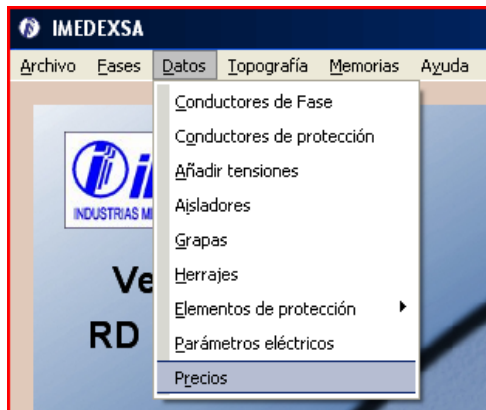 IMEDEXSA
Archivo Fases Datos Topografía Memorias Ayuda
Conductores de Fase
Conductores de protección
Añadir tensiones
Aisladores
Grapas
Herrajes
Elementos de protección
Parámetros eléctricos
Precios
INDUSTRIAS
RD